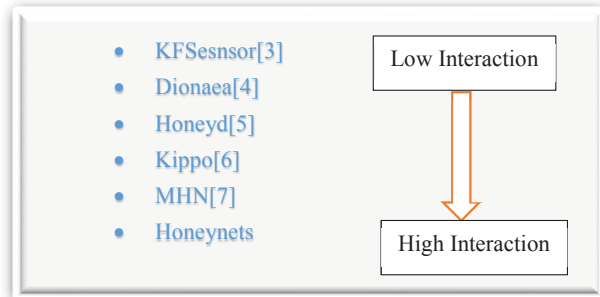 KFSesnsor[3]
Dionaea[4]
Honeyd[5]
Kippo[6]
MHN[7]
Honeynets
Low Interaction
High Interaction